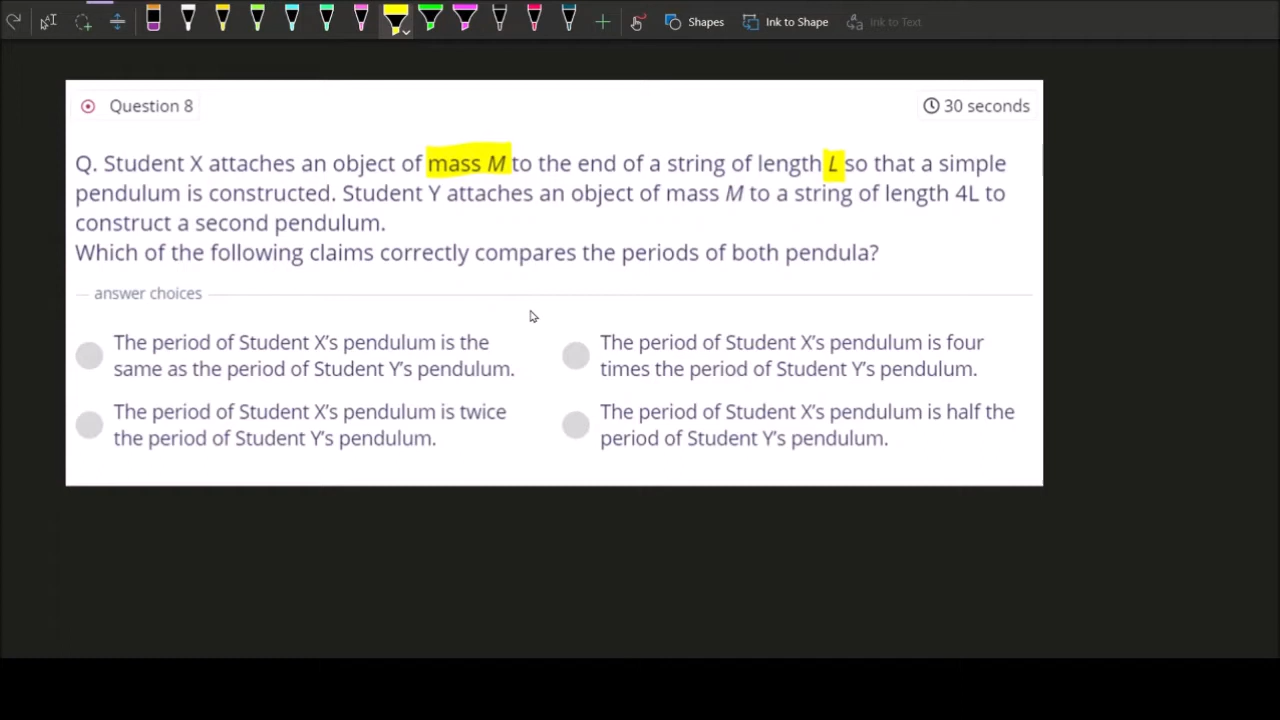 Shapes Ink to Shape Ink to Text
Question 8 30 seconds
Q. Student X attaches an object of mass M to the end of a string of length L so that a simple
pendulum is constructed. Student Y attaches an object of mass M to a string of length 4L to
construct a second pendulum.
Which of the following claims correctly compares the periods of both pendula?
answer choices
The period of Student X’s pendulum is the
same as the period of Student Y’s pendulum.
The period of Student X’s pendulum is four
times the period of Student Y’s pendulum.
The period of Student X’s pendulum is twice
the period of Student Y’s pendulum.
The period of Student X’s pendulum is half the
period of Student Y’s pendulum.